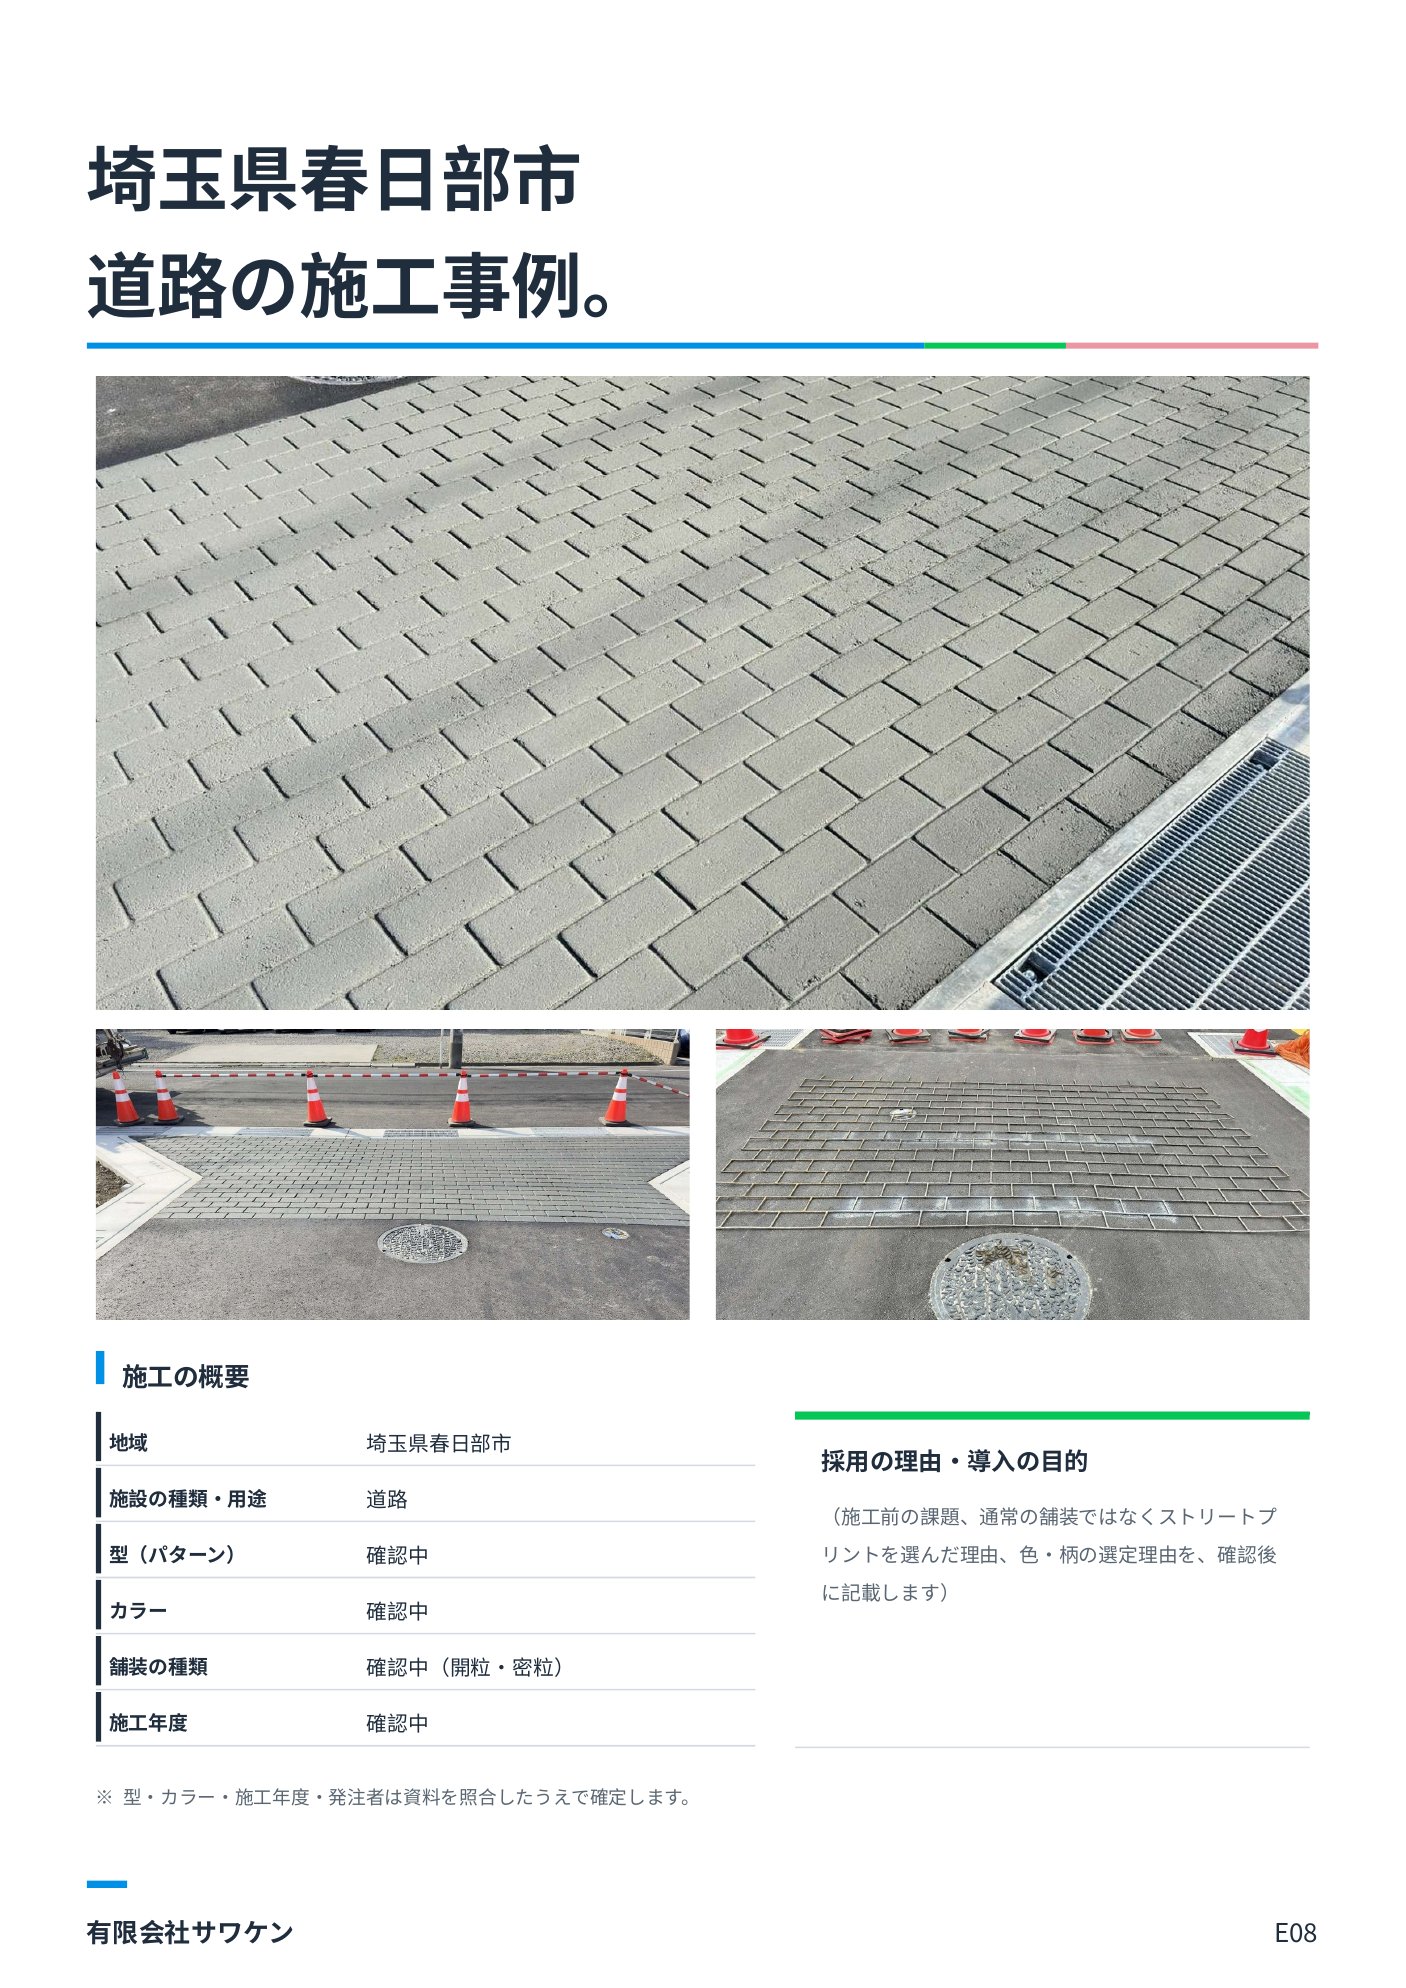 埼玉県春日部市
道路の施工事例。
施工の概要
地域 埼玉県春日部市
施設の種類・用途 道路
型（パターン） 確認中
カラー 確認中
舗装の種類 確認中（開粒・密粒）
施工年度 確認中
採用の理由・導入の目的
（施工前の課題、通常の舗装ではなくストリートプ
リントを選んだ理由、色・柄の選定理由を、確認後
に記載します）
※ 型・カラー・施工年度・発注者は資料を照合したうえで確定します。
有限会社サワケン
E08